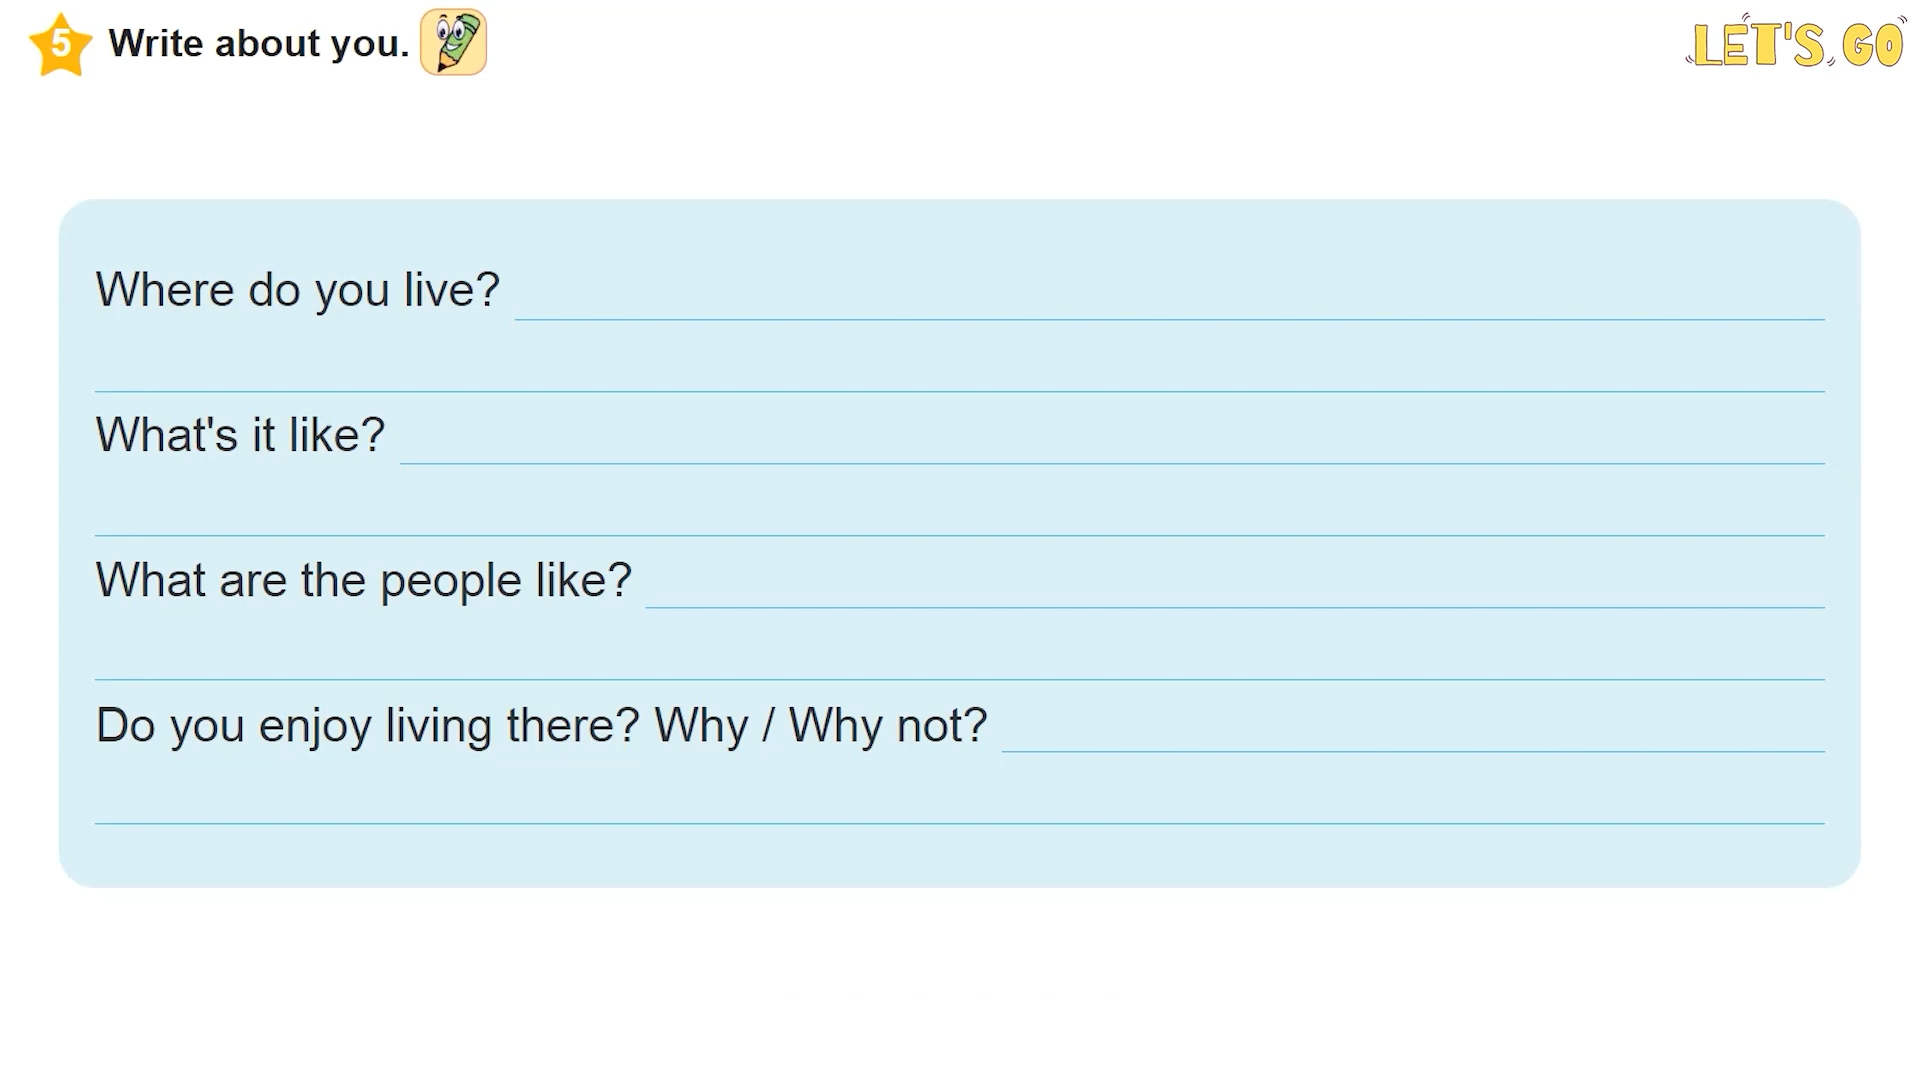 5 Write about you.
LET'S GO
Where do you live?
What's it like?
What are the people like?
Do you enjoy living there? Why / Why not?